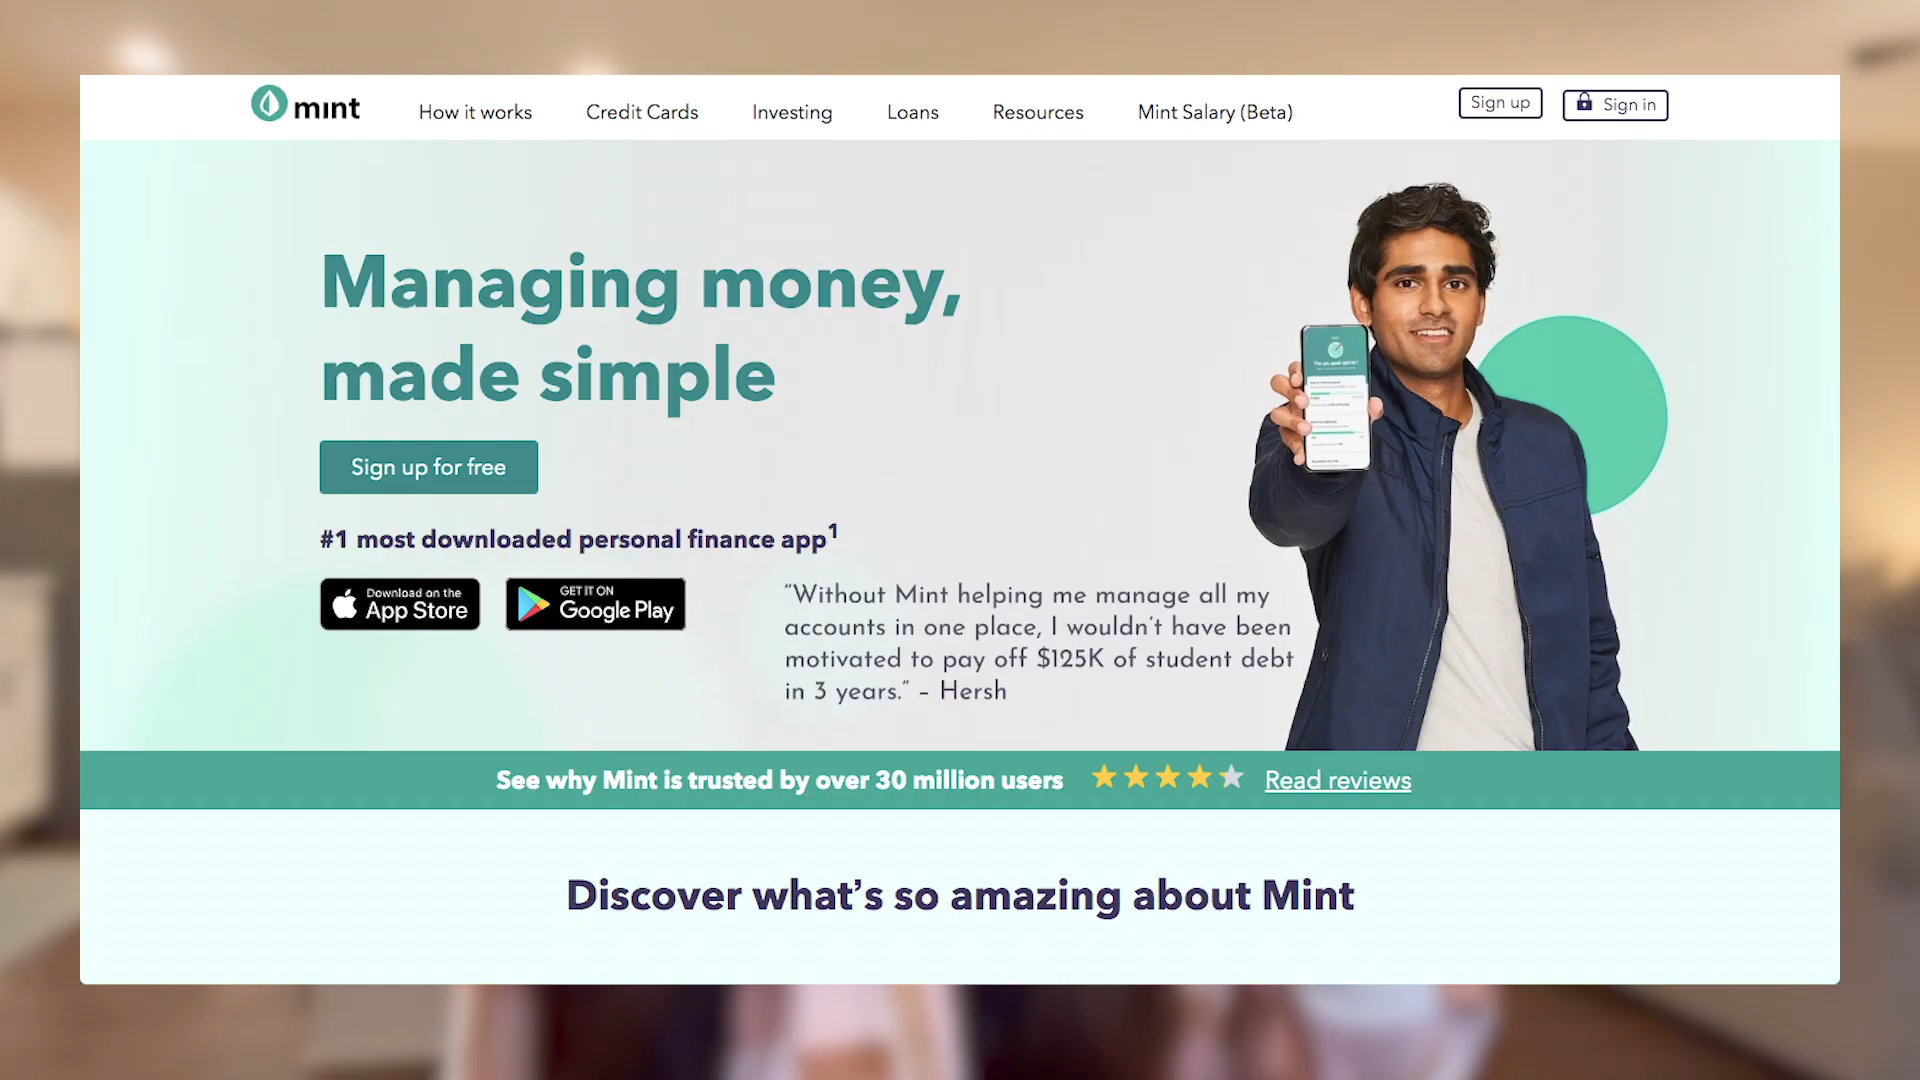 mint
How it works
Credit Cards
Investing
Loans
Resources
Mint Salary (Beta)
Sign up
Sign in
Managing money,
made simple
Sign up for free
#1 most downloaded personal finance app¹
Download on the
App Store
GET IT ON
Google Play
“Without Mint helping me manage all my
accounts in one place, I wouldn’t have been
motivated to pay off $125K of student debt
in 3 years.” – Hersh
See why Mint is trusted by over 30 million users
Read reviews
Discover what’s so amazing about Mint